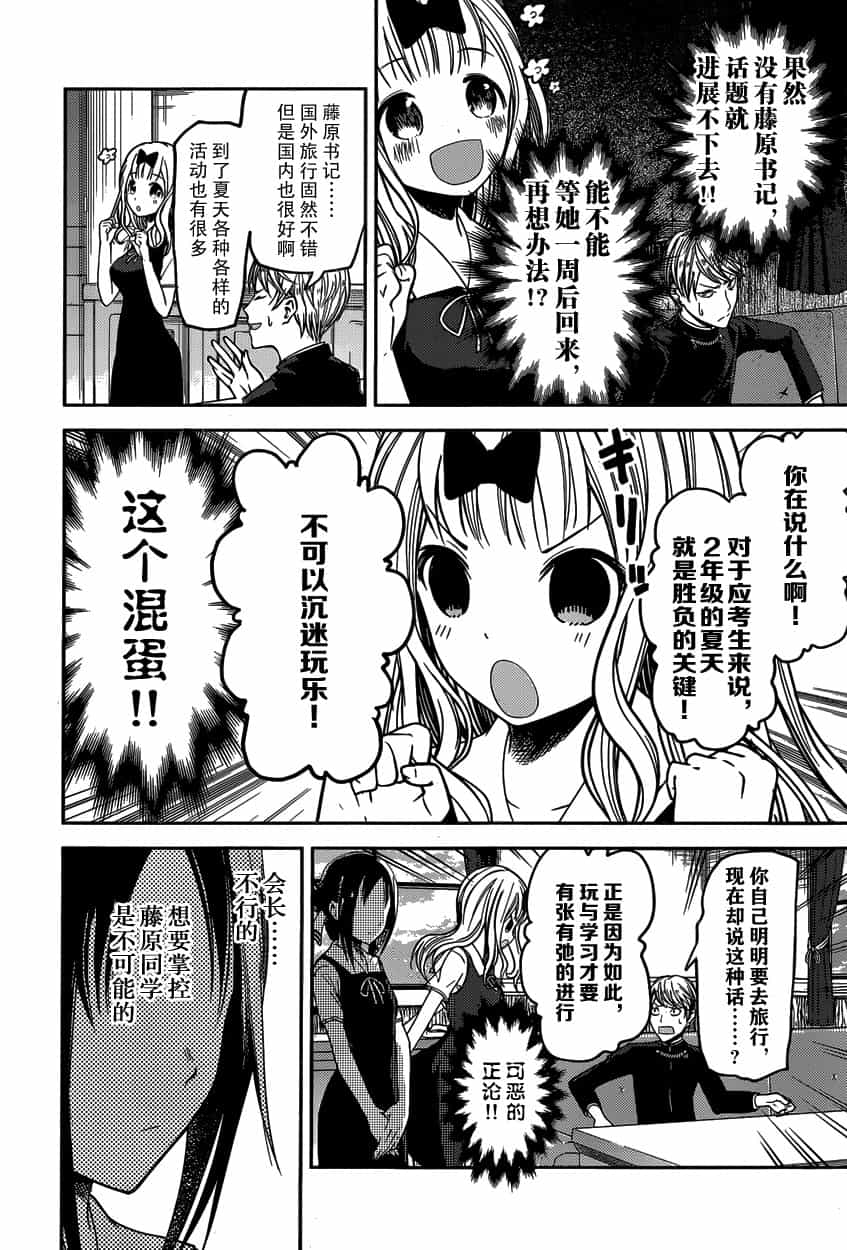 果然
没有藤原书记，
话题就
进展不下去!!
能不能
等她一周后回来，
再想办法!?
藤原书记……
国外旅行固然不错
但是国内也很好啊
到了夏天各种各样的
活动也有很多
你在说什么啊！
对于应考生来说，
2年级的夏天
就是胜负的关键！
キッ
不可以沉迷玩乐！
这个混蛋!!
你自己明明要去旅行，
现在却说这种话……?
正是因为如此，
玩与学习才要
有张有弛的进行
可恶的
正论!!
会长……
不行的
想要掌控
藤原同学
是不可能的